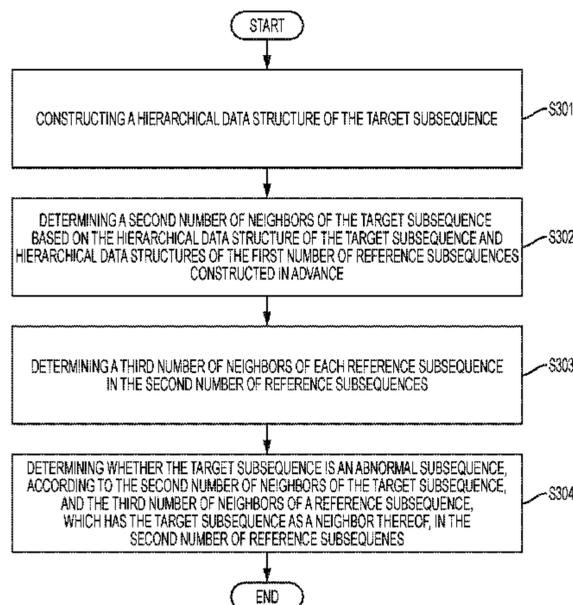 START
CONSTRUCTING A HIERARCHICAL DATA STRUCTURE OF THE TARGET SUBSEQUENCE
S301
DETERMINING A SECOND NUMBER OF NEIGHBORS OF THE TARGET SUBSEQUENCE
BASED ON THE HIERARCHICAL DATA STRUCTURE OF THE TARGET SUBSEQUENCE AND
HIERARCHICAL DATA STRUCTURES OF THE FIRST NUMBER OF REFERENCE SUBSEQUENCES
CONSTRUCTED IN ADVANCE
S302
DETERMINING A THIRD NUMBER OF NEIGHBORS OF EACH REFERENCE SUBSEQUENCE
IN THE SECOND NUMBER OF REFERENCE SUBSEQUENCES
S303
DETERMINING WHETHER THE TARGET SUBSEQUENCE IS AN ABNORMAL SUBSEQUENCE,
ACCORDING TO THE SECOND NUMBER OF NEIGHBORS OF THE TARGET SUBSEQUENCE,
AND THE THIRD NUMBER OF NEIGHBORS OF A REFERENCE SUBSEQUENCE,
WHICH HAS THE TARGET SUBSEQUENCE AS A NEIGHBOR THEREOF, IN THE
SECOND NUMBER OF REFERENCE SUBSEQUENES
S304
END